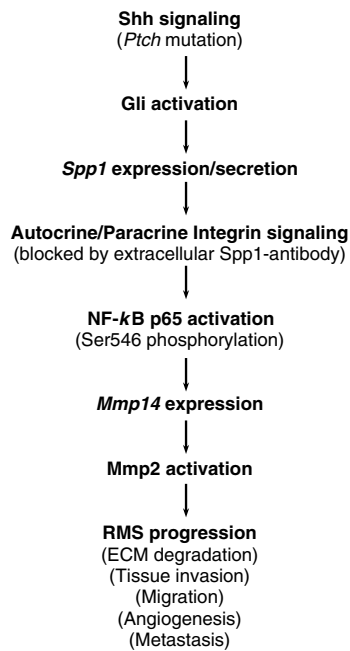 Shh signaling
(Ptch mutation)
Gli activation
Spp1 expression/secretion
Autocrine/Paracrine Integrin signaling
(blocked by extracellular Spp1-antibody)
NF-kB p65 activation
(Ser546 phosphorylation)
Mmp14 expression
Mmp2 activation
RMS progression
(ECM degradation)
(Tissue invasion)
(Migration)
(Angiogenesis)
(Metastasis)